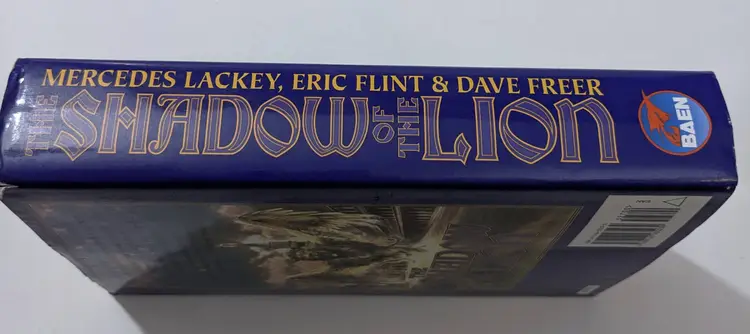 MERCEDES LACKEY, ERIC FLINT & DAVE FREER
THE SHADOW OF THE LION
BAEN